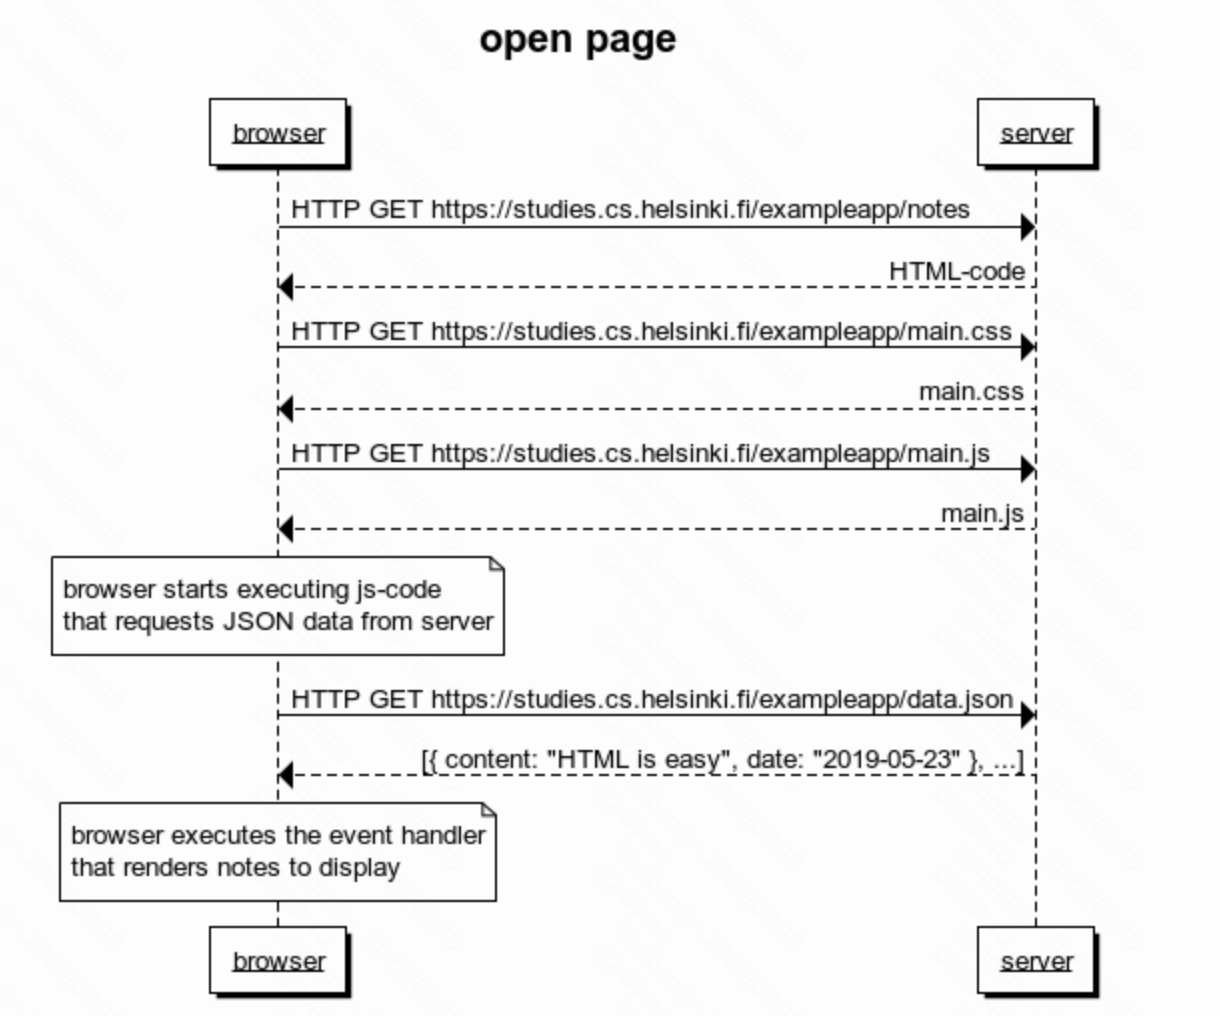 open page
browser
server
HTTP GET https://studies.cs.helsinki.fi/exampleapp/notes
HTML-code
HTTP GET https://studies.cs.helsinki.fi/exampleapp/main.css
main.css
HTTP GET https://studies.cs.helsinki.fi/exampleapp/main.js
main.js
browser starts executing js-code
that requests JSON data from server
HTTP GET https://studies.cs.helsinki.fi/exampleapp/data.json
[{ content: "HTML is easy", date: "2019-05-23" }, ...]
browser executes the event handler
that renders notes to display
browser
server